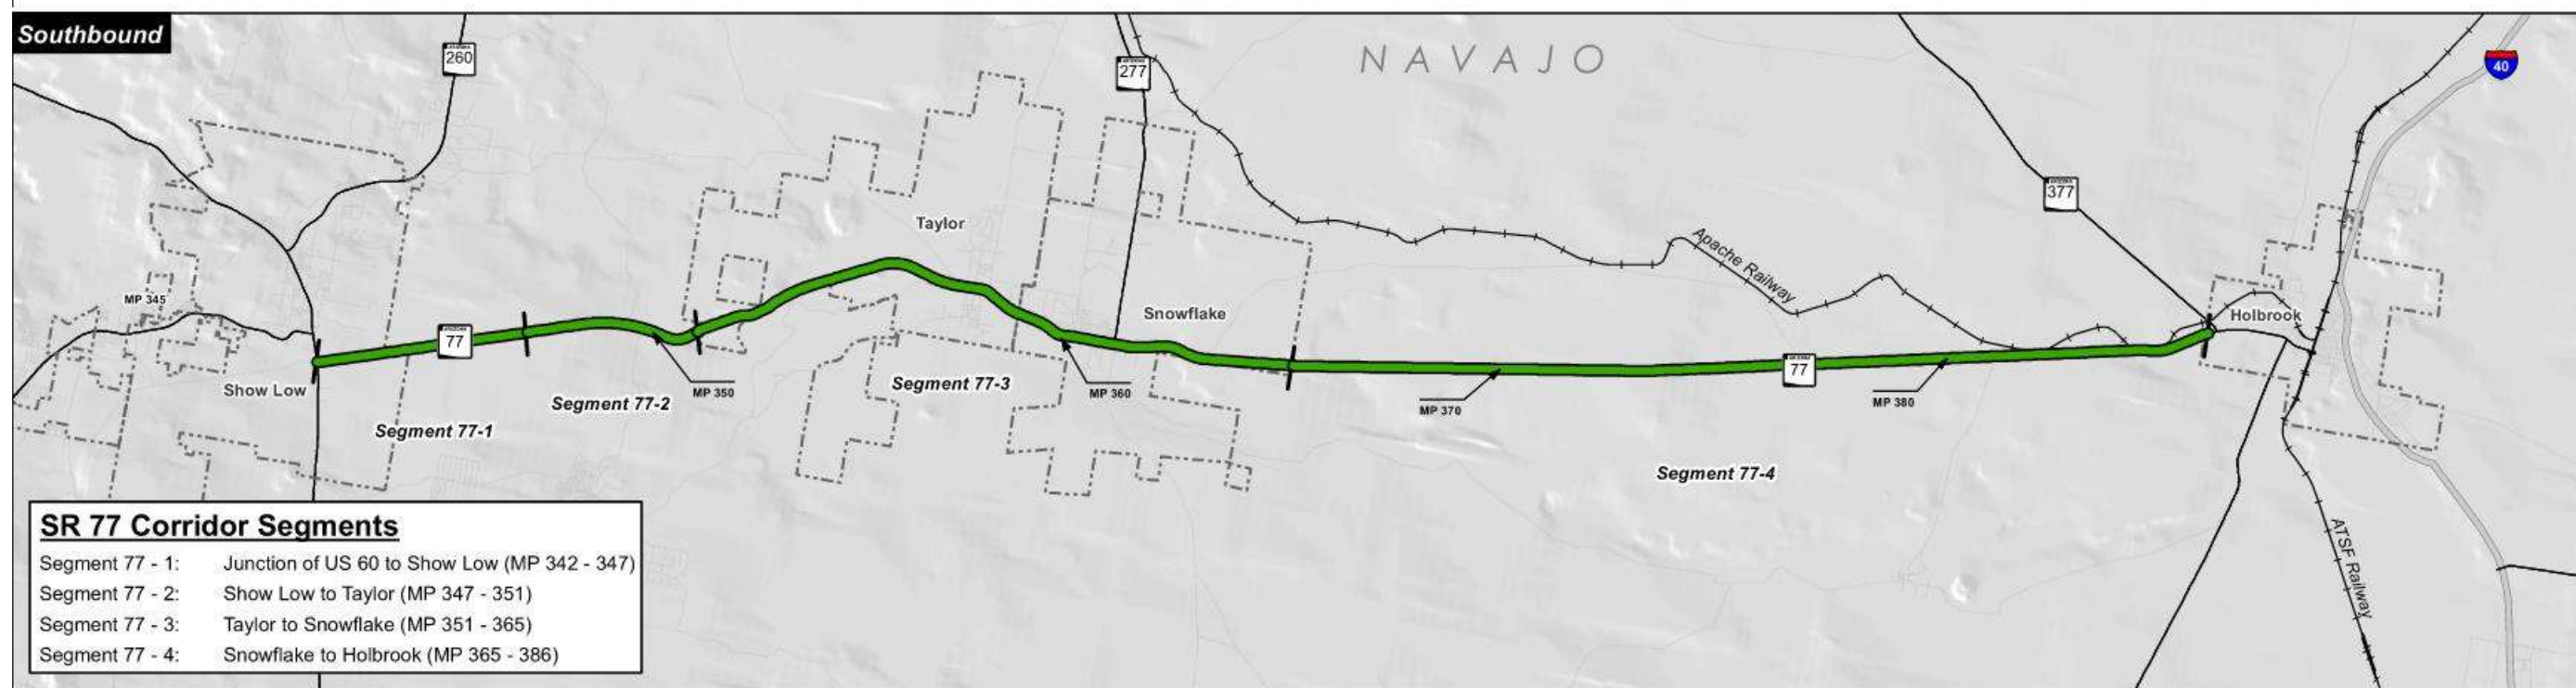 Southbound
260
277
NAVAJO
40
377
Taylor
Apache Railway
MP 345
Snowflake
Holbrook
77
77
Show Low
Segment 77-1
Segment 77-2
MP 350
Segment 77-3
MP 360
MP 370
MP 380
Segment 77-4
ATSF Railway
SR 77 Corridor Segments
Segment 77 - 1: Junction of US 60 to Show Low (MP 342 - 347)
Segment 77 - 2: Show Low to Taylor (MP 347 - 351)
Segment 77 - 3: Taylor to Snowflake (MP 351 - 365)
Segment 77 - 4: Snowflake to Holbrook (MP 365 - 386)